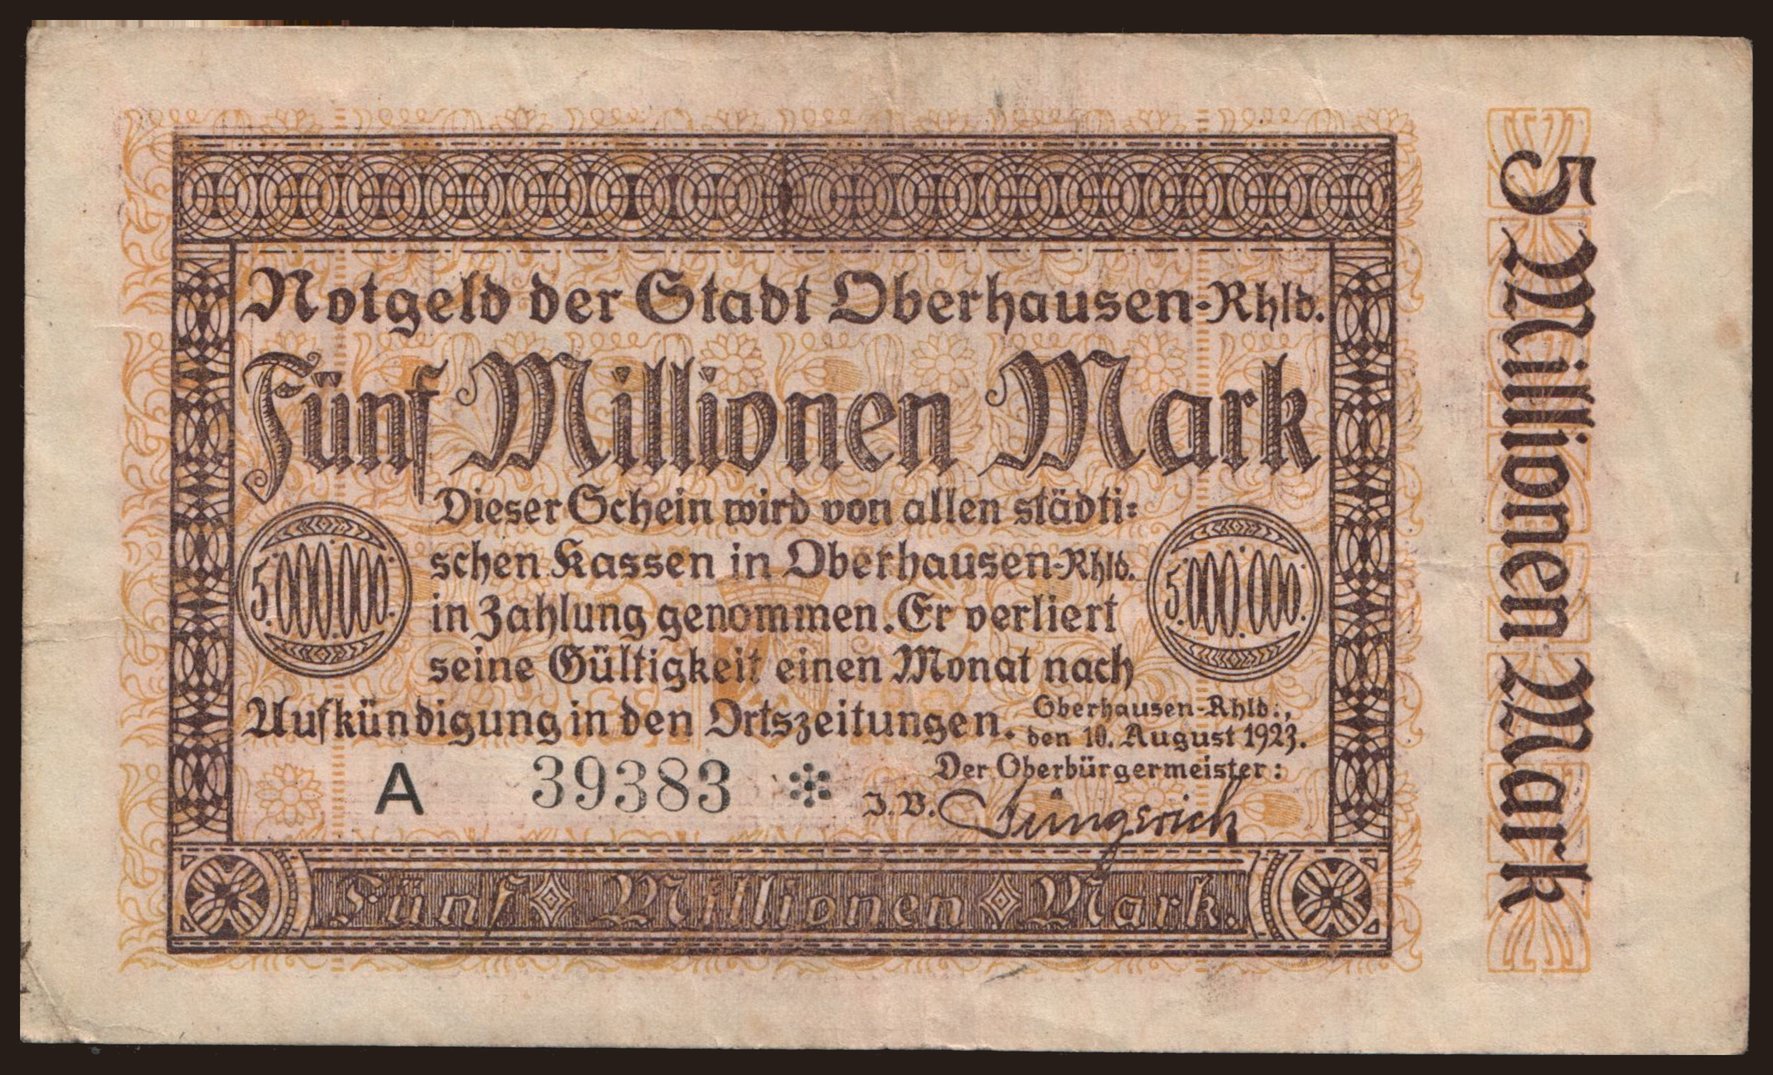 Notgeld der Stadt Oberhausen-Rhld.
Fünf Millionen Mark
Dieser Schein wird von allen städti=
schen Kassen in Oberhausen-Rhld.
in Zahlung genommen. Er verliert
seine Gültigkeit einen Monat nach
Aufkündigung in den Ortszeitungen.
5.000.000.
5.000.000.
Oberhausen-Rhld.,
den 10. August 1923.
Der Oberbürgermeister:
J.V.
A 39383 *
Fünf Millionen Mark.
5 Millionen Mark